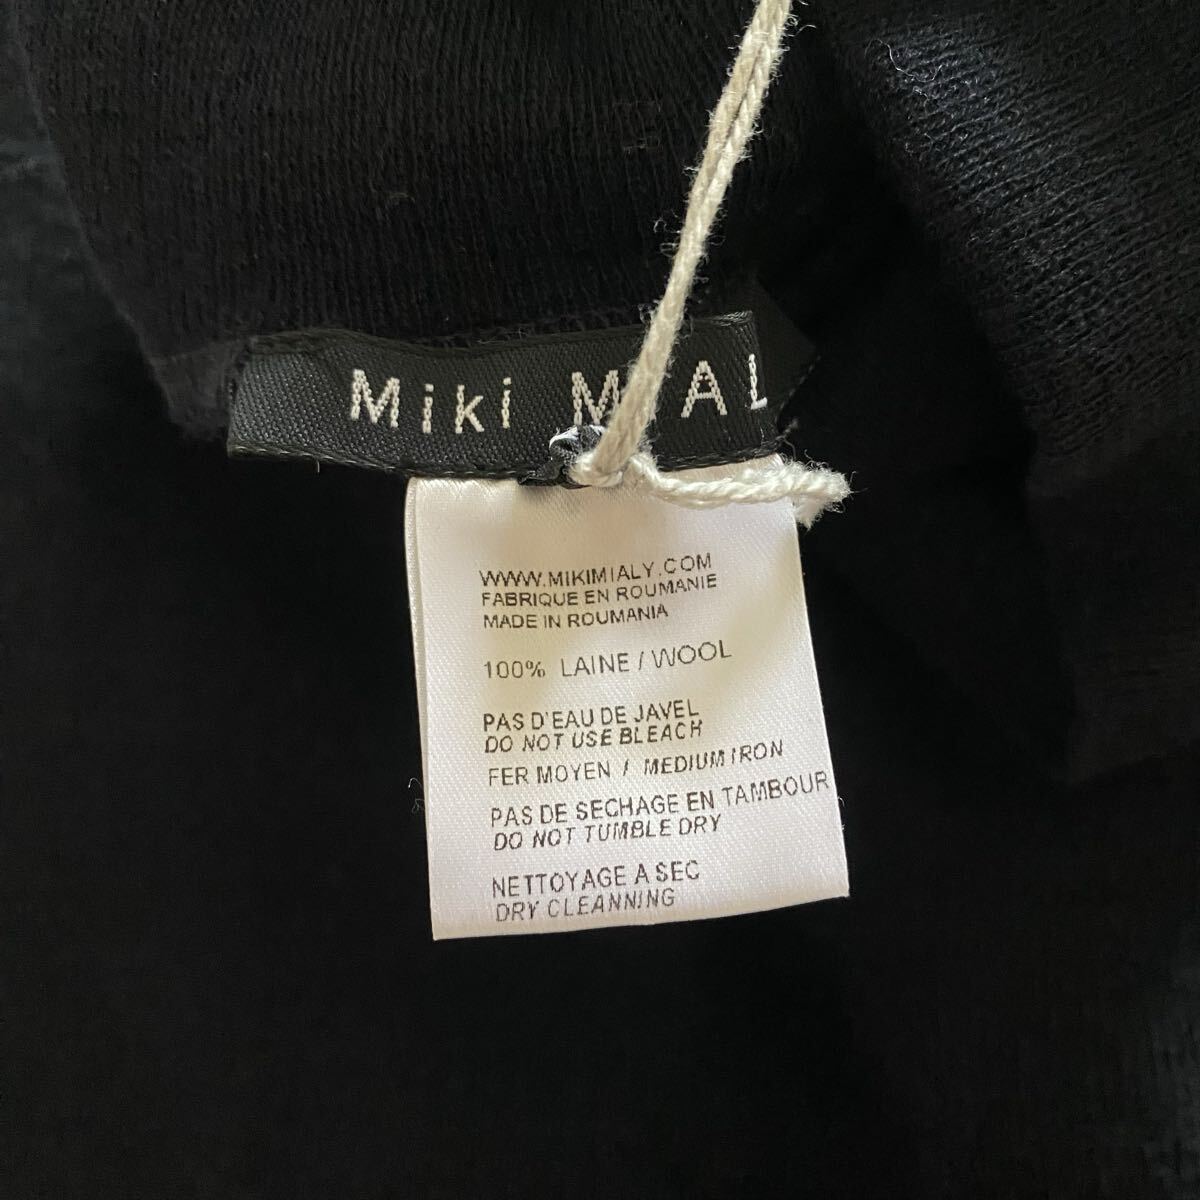 Miki MIAL
WWW.MIKIMIALY.COM
FABRIQUE EN ROUMANIE
MADE IN ROUMANIA
100% LAINE / WOOL
PAS D'EAU DE JAVEL
DO NOT USE BLEACH
FER MOYEN / MEDIUM IRON
PAS DE SECHAGE EN TAMBOUR
DO NOT TUMBLE DRY
NETTOYAGE A SEC
DRY CLEANNING